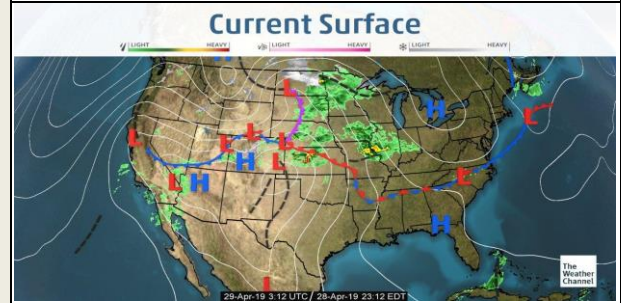 Current Surface
LIGHT HEAVY LIGHT HEAVY LIGHT HEAVY
H
L
H
L
L
L
L
L
H
L
L
H
L
L
H
L
The
Weather
Channel
29-Apr-19 3:12 UTC / 28-Apr-19 23:12 EDT